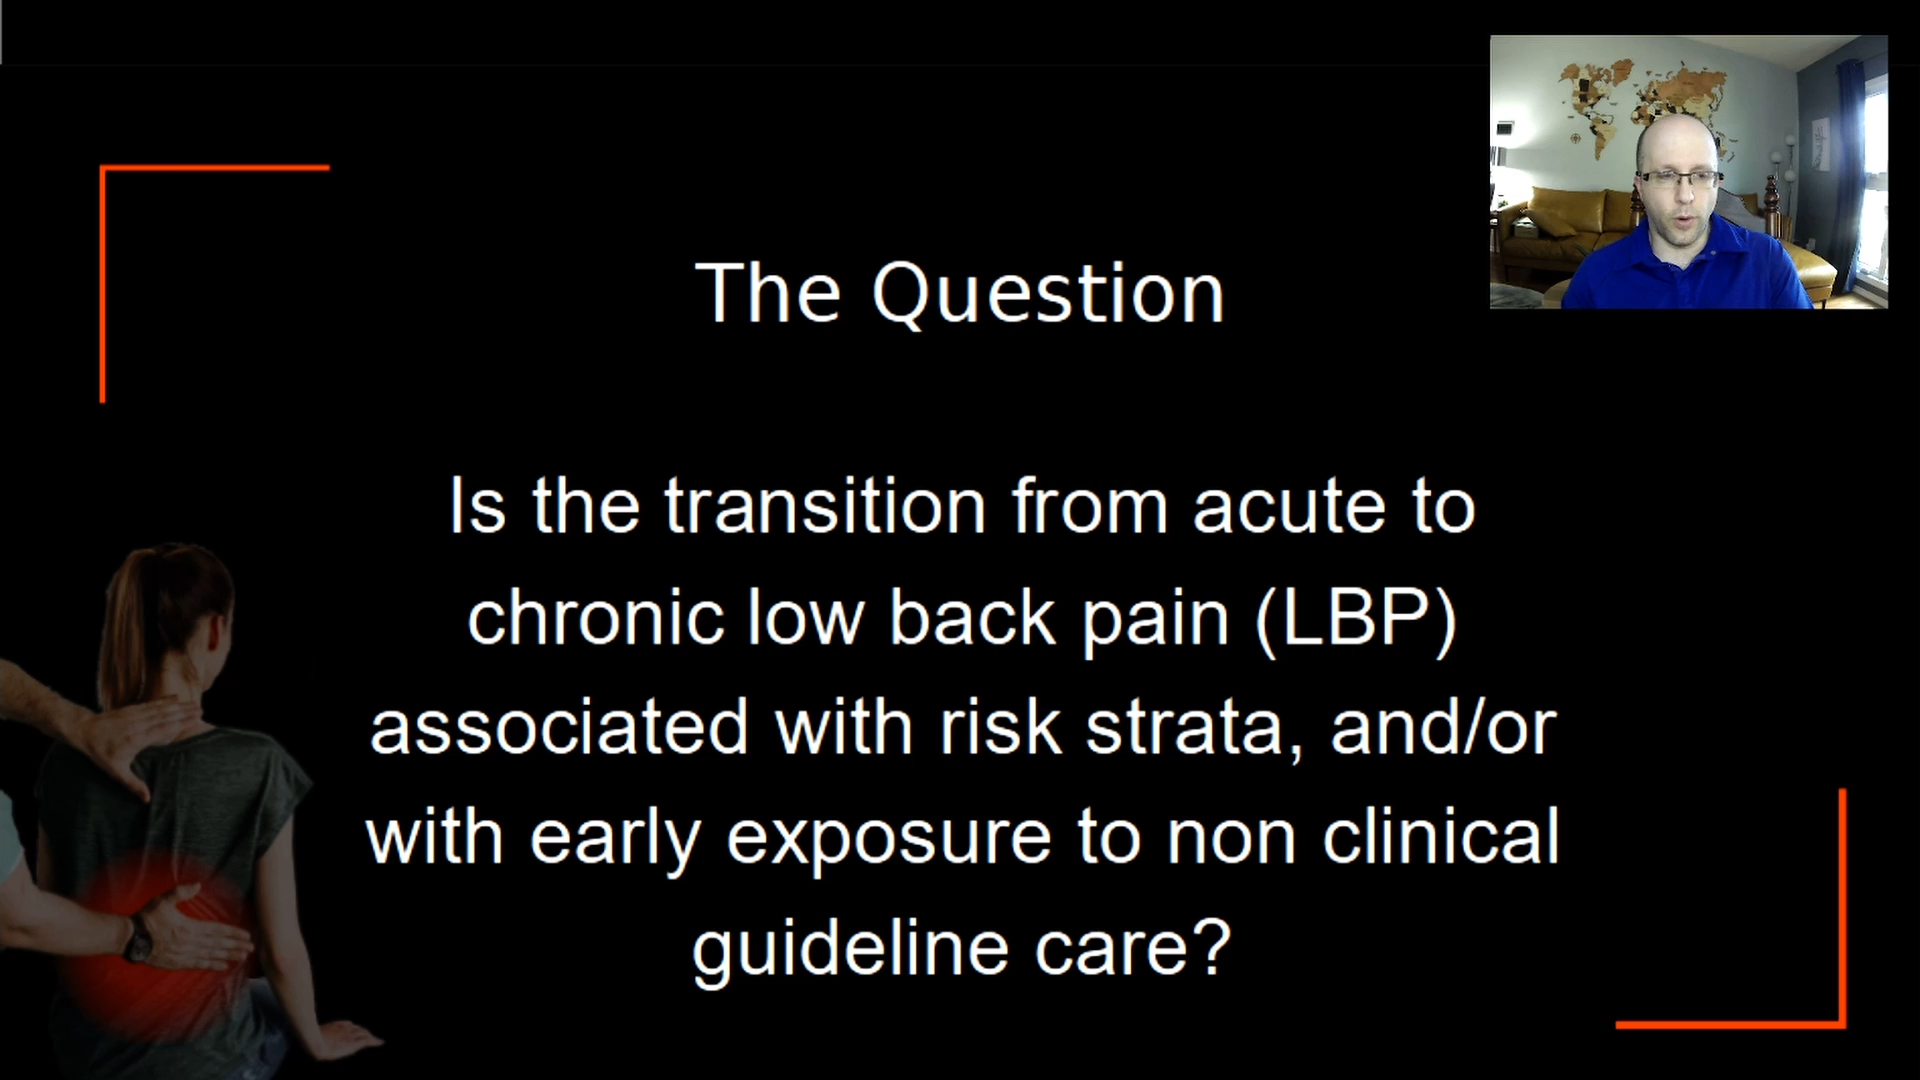 The Question
Is the transition from acute to
chronic low back pain (LBP)
associated with risk strata, and/or
with early exposure to non clinical
guideline care?